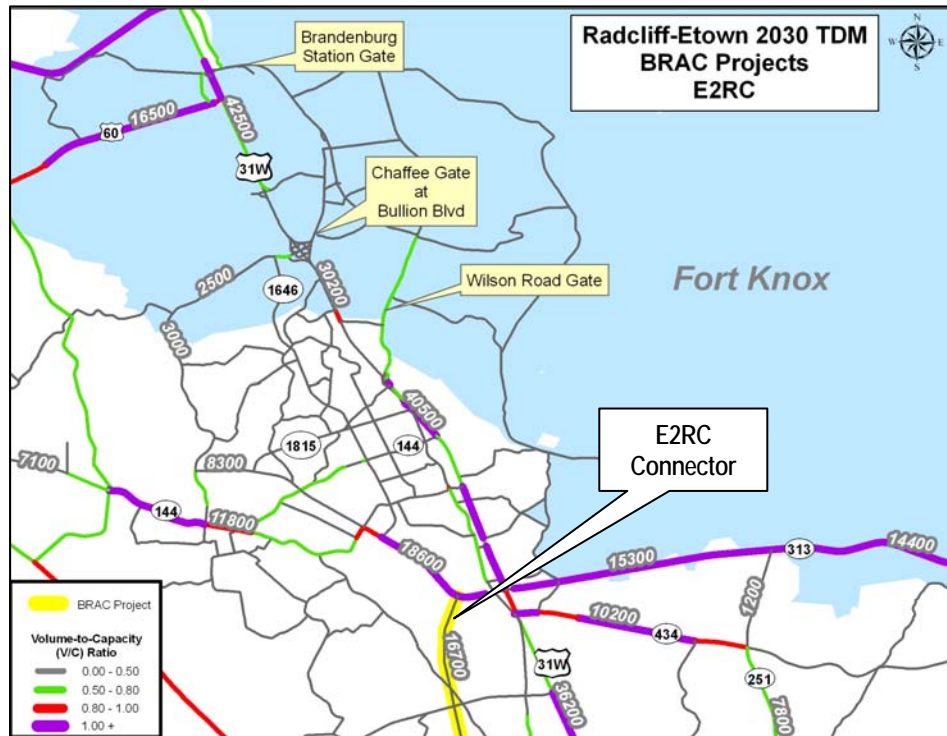 Radcliff-Etown 2030 TDM
BRAC Projects
E2RC
N
W
E
S
Brandenburg
Station Gate
16500
60
42500
31W
Chaffee Gate
at
Bullion Blvd
2500
1646
30200
Wilson Road Gate
Fort Knox
3000
40500
E2RC
Connector
1815
144
7100
8300
144
11800
18600
15300
313
14400
1200
10200
434
16700
31W
36200
251
7800
BRAC Project
Volume-to-Capacity
(V/C) Ratio
0.00 - 0.50
0.50 - 0.80
0.80 - 1.00
1.00 +